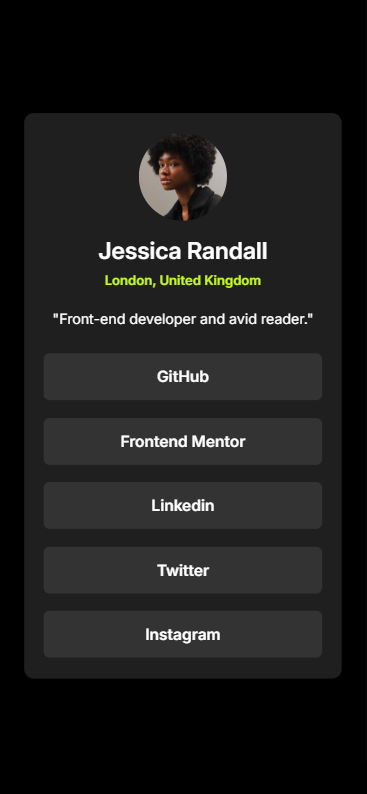 Jessica Randall
London, United Kingdom
"Front-end developer and avid reader."
GitHub
Frontend Mentor
Linkedin
Twitter
Instagram